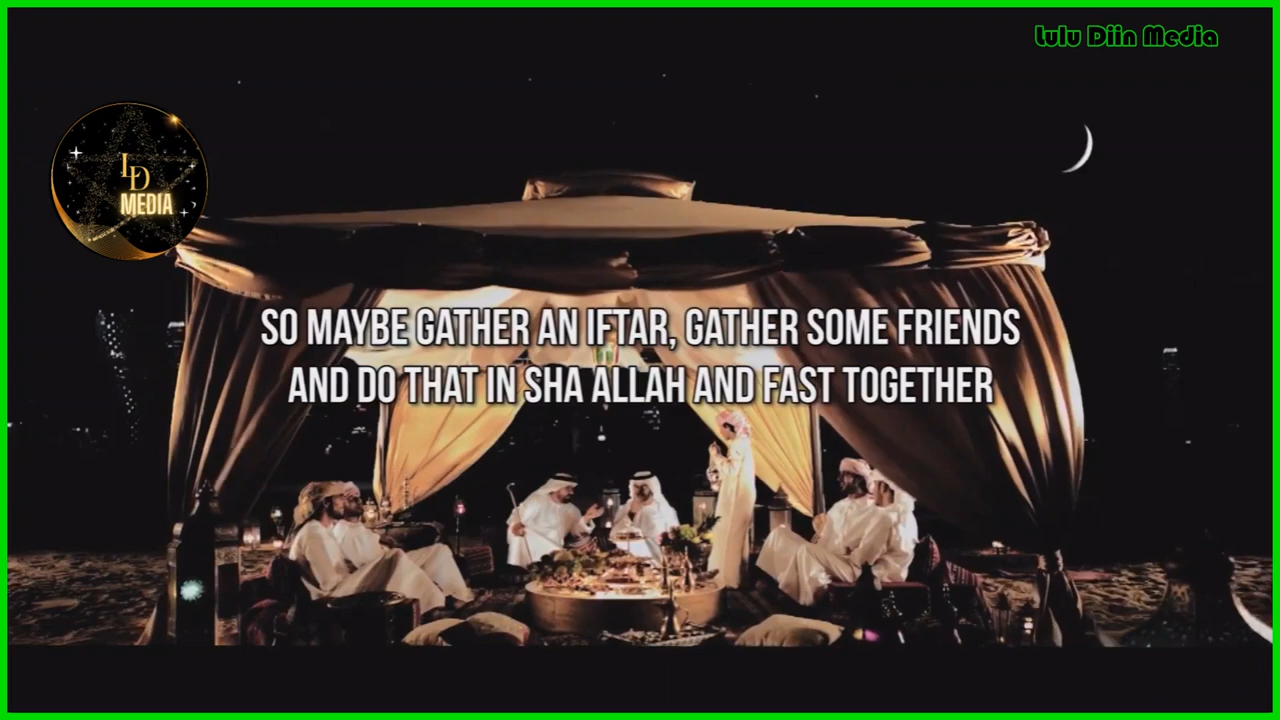 Lulu Diin Media
LD
MEDIA
SO MAYBE GATHER AN IFTAR, GATHER SOME FRIENDS
AND DO THAT IN SHA ALLAH AND FAST TOGETHER